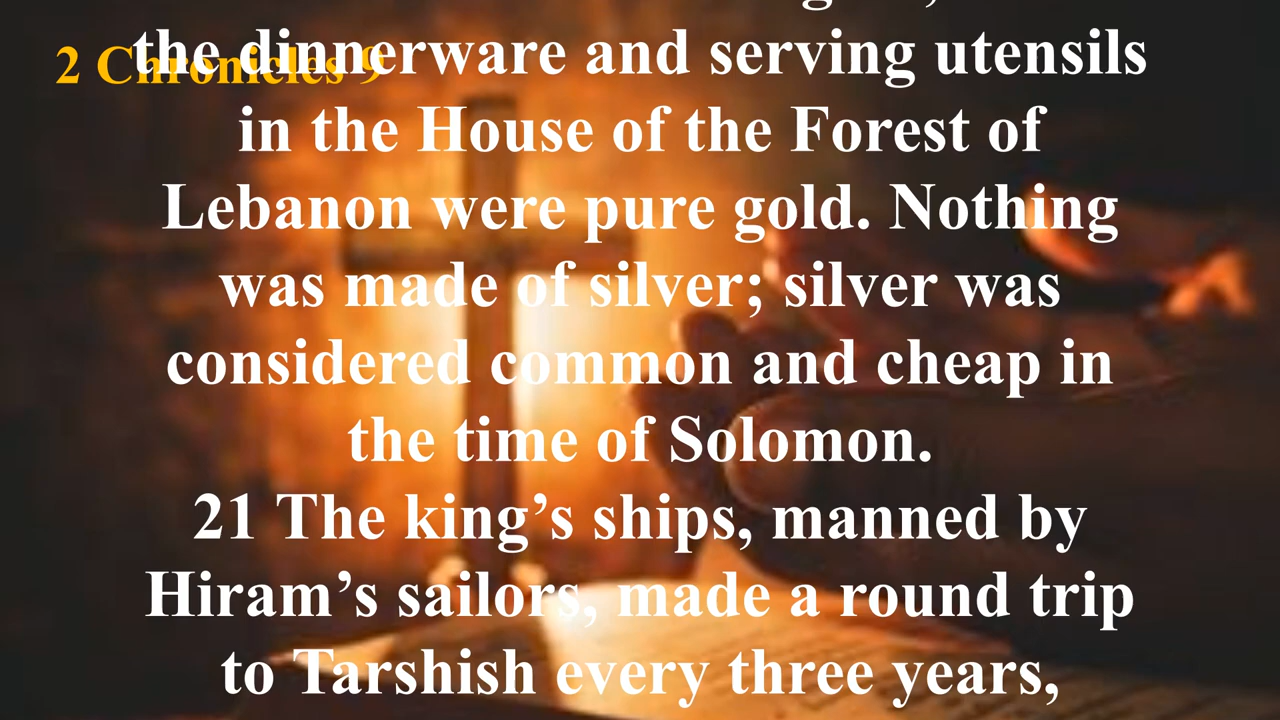 2 Chronicles 9
the dinnerware and serving utensils
in the House of the Forest of
Lebanon were pure gold. Nothing
was made of silver; silver was
considered common and cheap in
the time of Solomon.
21 The king’s ships, manned by
Hiram’s sailors, made a round trip
to Tarshish every three years,